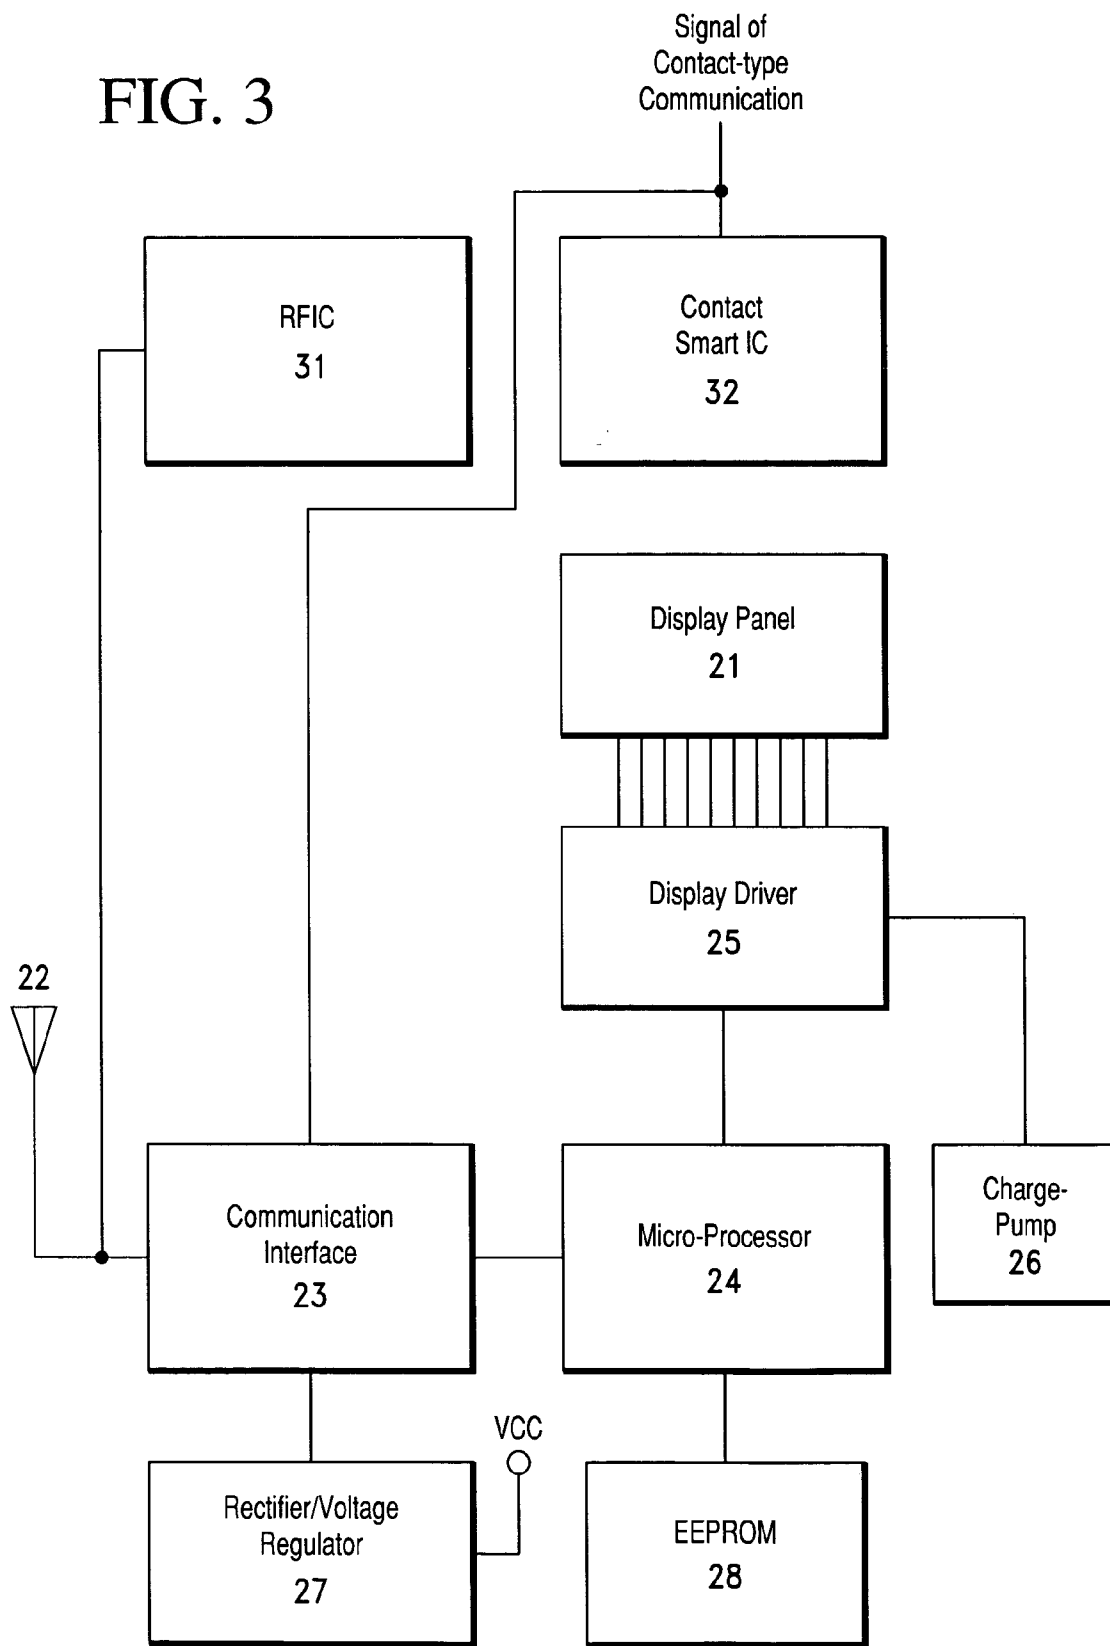 FIG. 3
Signal of
Contact-type
Communication
RFIC
31
Contact
Smart IC
32
Display Panel
21
Display Driver
25
22
Communication
Interface
23
Micro-Processor
24
Charge-
Pump
26
VCC
Rectifier/Voltage
Regulator
27
EEPROM
28